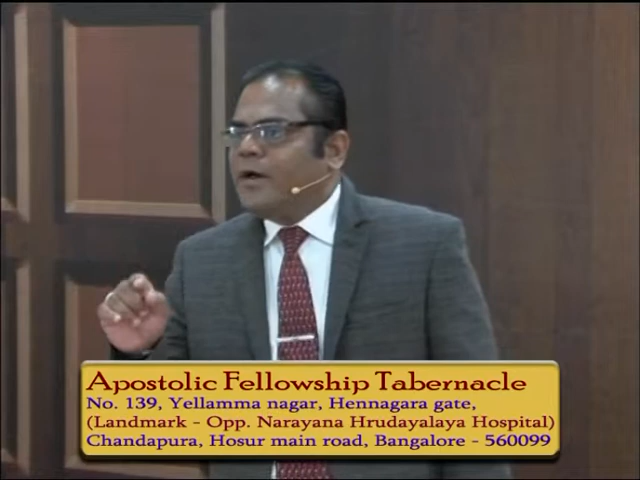 Apostolic Fellowship Tabernacle
No. 139, Yellamma nagar, Hennagara gate,
(Landmark - Opp. Narayana Hrudayalaya Hospital)
Chandapura, Hosur main road, Bangalore - 560099